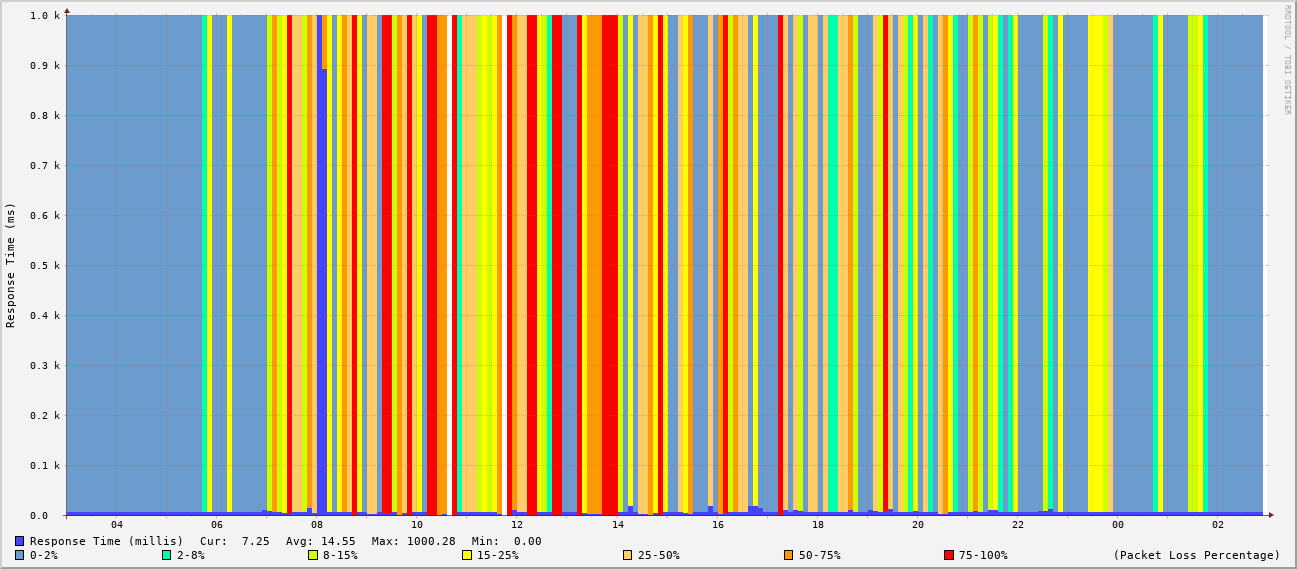 1.0 k
0.9 k
0.8 k
0.7 k
0.6 k
0.5 k
0.4 k
0.3 k
0.2 k
0.1 k
0.0
Response Time (ms)
RRDTOOL / TOBI OETIKER
04 06 08 10 12 14 16 18 20 22 00 02
Response Time (millis) Cur: 7.25 Avg: 14.55 Max: 1000.28 Min: 0.00
0-2% 2-8% 8-15% 15-25% 25-50% 50-75% 75-100% (Packet Loss Percentage)